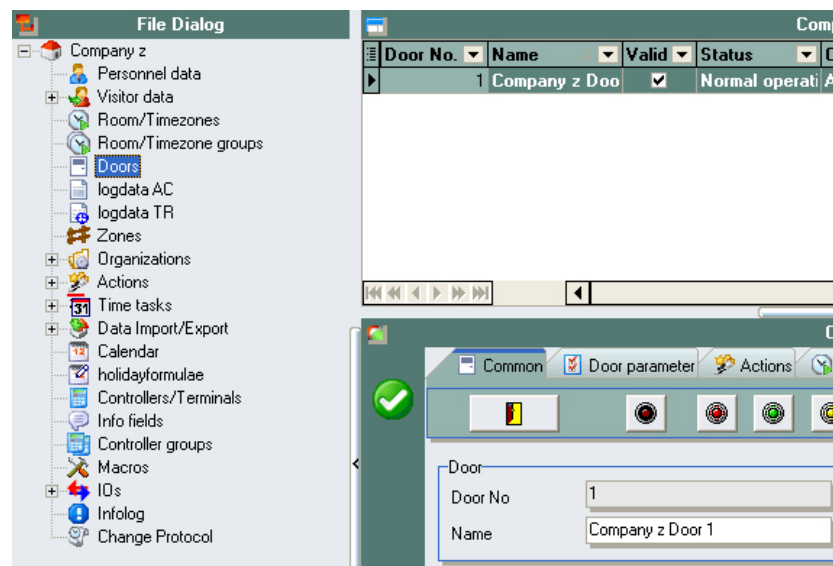 File Dialog
Company z
Personnel data
Visitor data
Room/Timezones
Room/Timezone groups
Doors
logdata AC
logdata TR
Zones
Organizations
Actions
31 Time tasks
Data Import/Export
12 Calendar
holidayformulae
Controllers/Terminals
Info fields
Controller groups
Macros
IOs
Infolog
Change Protocol
Door No. Name Valid Status
1 Company z Doo Normal operati A
Common Door parameter Actions
Door
Door No 1
Name Company z Door 1